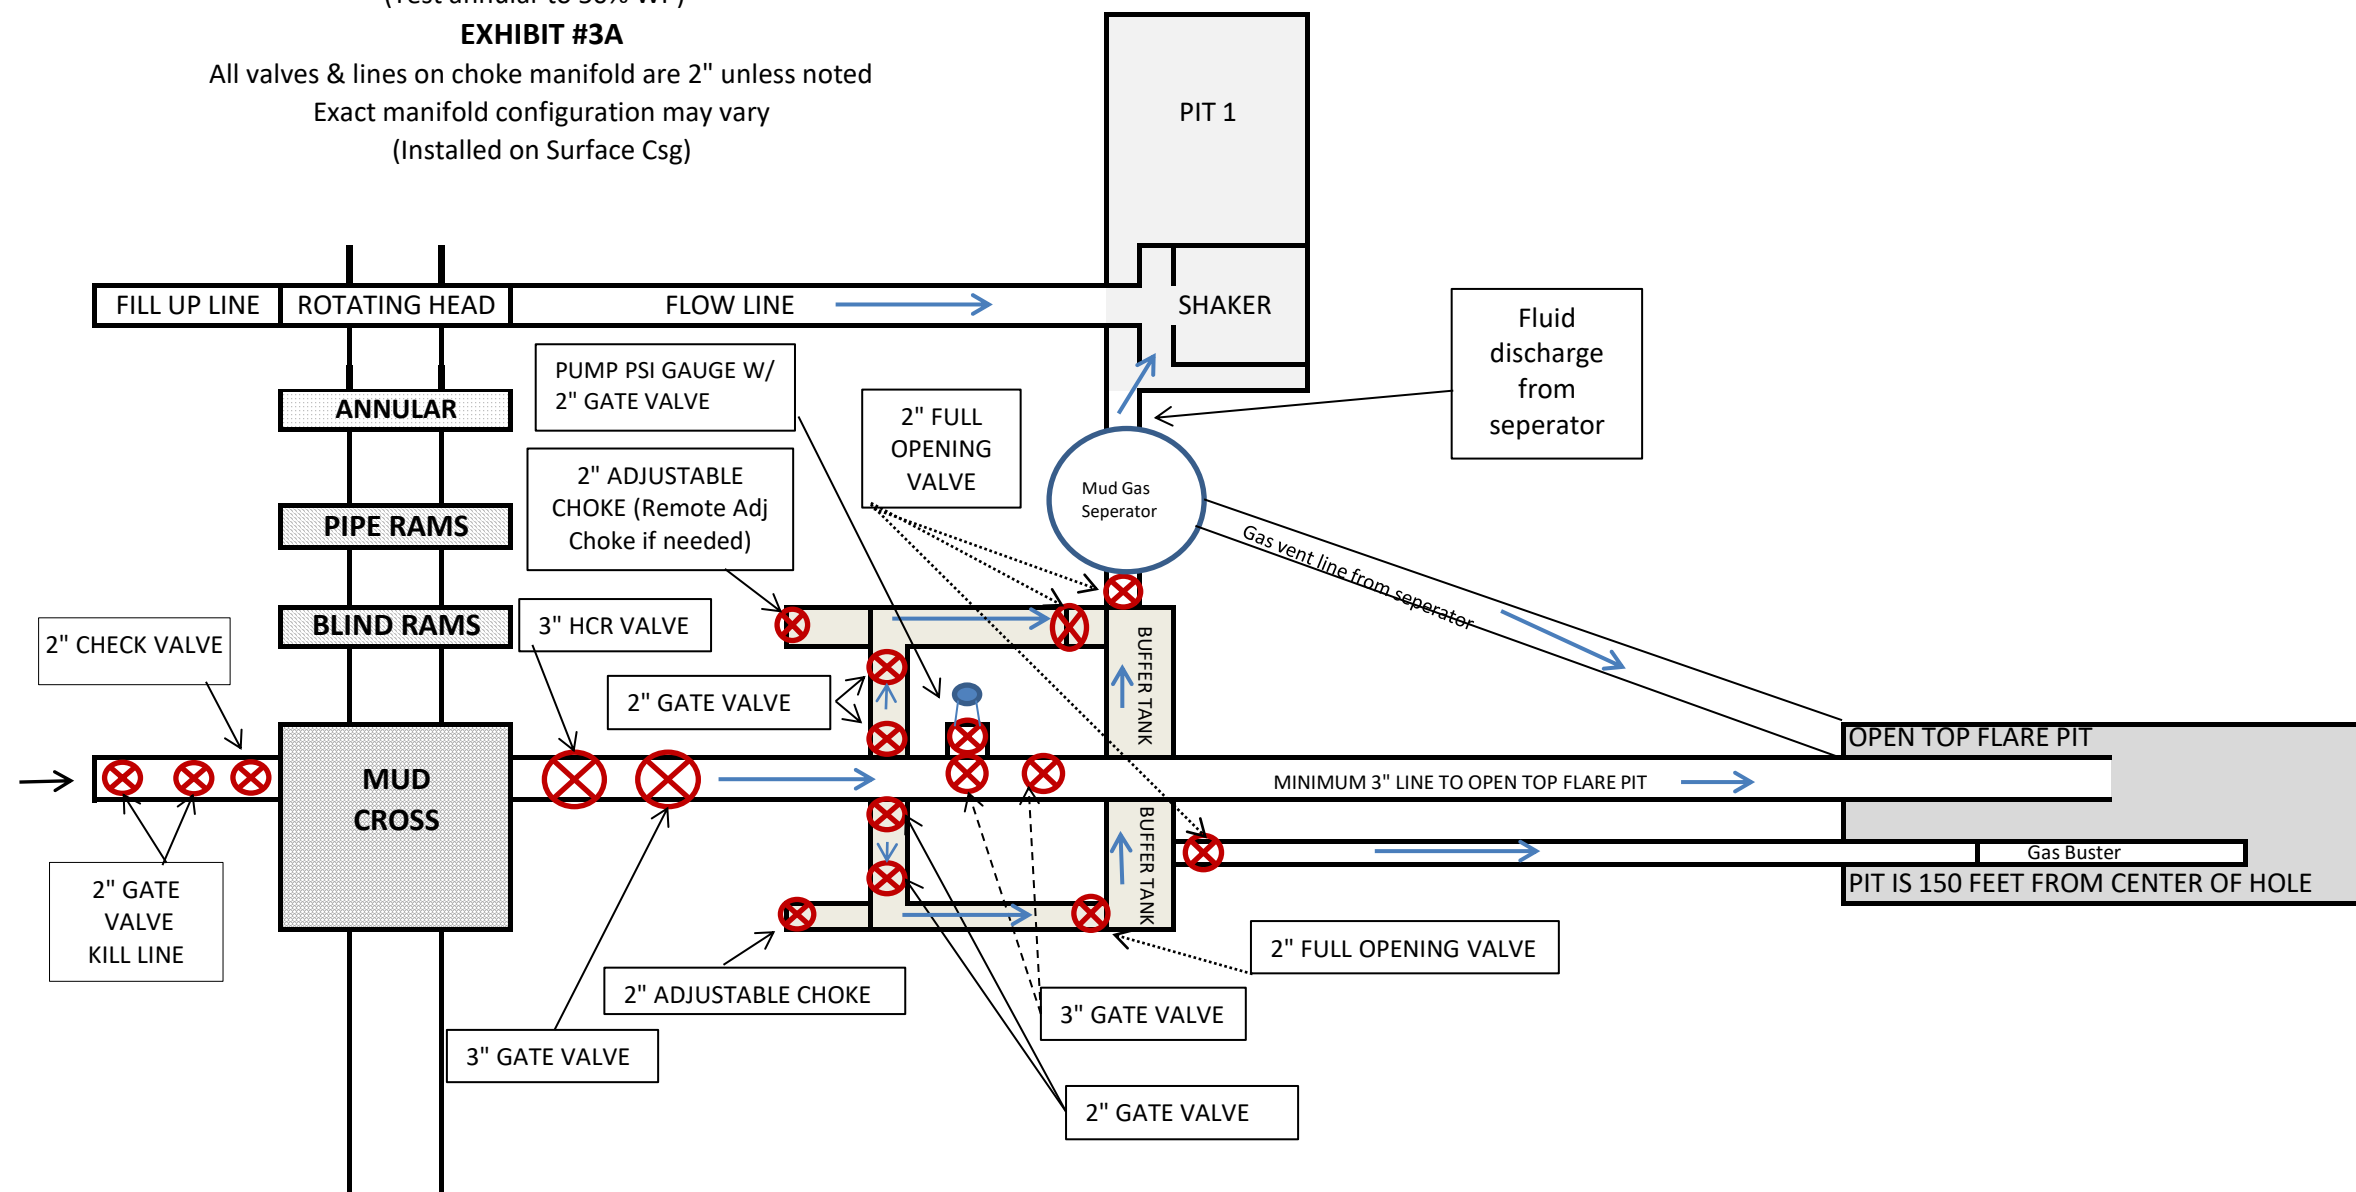 EXHIBIT #3A
All valves & lines on choke manifold are 2" unless noted
Exact manifold configuration may vary
(Installed on Surface Csg)
PIT 1
FILL UP LINE
ROTATING HEAD
FLOW LINE
SHAKER
Fluid
discharge
from
seperator
PUMP PSI GAUGE W/
2" GATE VALVE
ANNULAR
2" FULL
OPENING
VALVE
2" ADJUSTABLE
CHOKE (Remote Adj
Choke if needed)
Mud Gas
Seperator
PIPE RAMS
Gas vent line from seperator
BLIND RAMS
3" HCR VALVE
2" CHECK VALVE
2" GATE VALVE
BUFFER TANK
OPEN TOP FLARE PIT
MUD
CROSS
MINIMUM 3" LINE TO OPEN TOP FLARE PIT
BUFFER TANK
Gas Buster
PIT IS 150 FEET FROM CENTER OF HOLE
2" GATE
VALVE
KILL LINE
2" FULL OPENING VALVE
2" ADJUSTABLE CHOKE
3" GATE VALVE
3" GATE VALVE
2" GATE VALVE